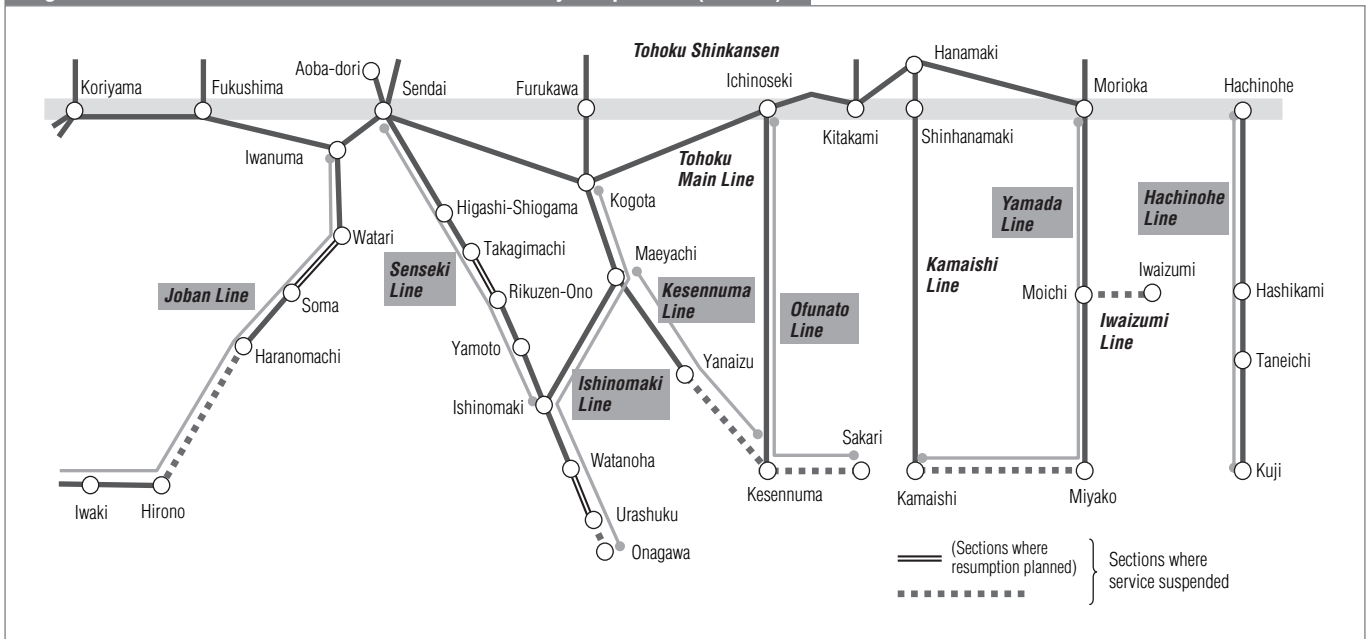 Tohoku Shinkansen
Hanamaki
Aoba-dori
Koriyama
Fukushima
Sendai
Furukawa
Ichinoseki
Morioka
Hachinohe
Kitakami
Shinhanamaki
Iwanuma
Tohoku
Main Line
Kogota
Higashi-Shiogama
Yamada
Line
Hachinohe
Line
Watari
Takagimachi
Maeyachi
Senseki
Line
Kesennuma
Line
Kamaishi
Line
Iwaizumi
Joban Line
Soma
Rikuzen-Ono
Ofunato
Line
Moichi
Hashikami
Iwaizumi
Line
Haranomachi
Yamoto
Yanaizu
Taneichi
Ishinomaki
Ishinomaki
Line
Sakari
Watanoha
Kesennuma
Kamaishi
Miyako
Kuji
Iwaki
Hirono
Urashuku
Onagawa
(Sections where
resumption planned)
Sections where
service suspended